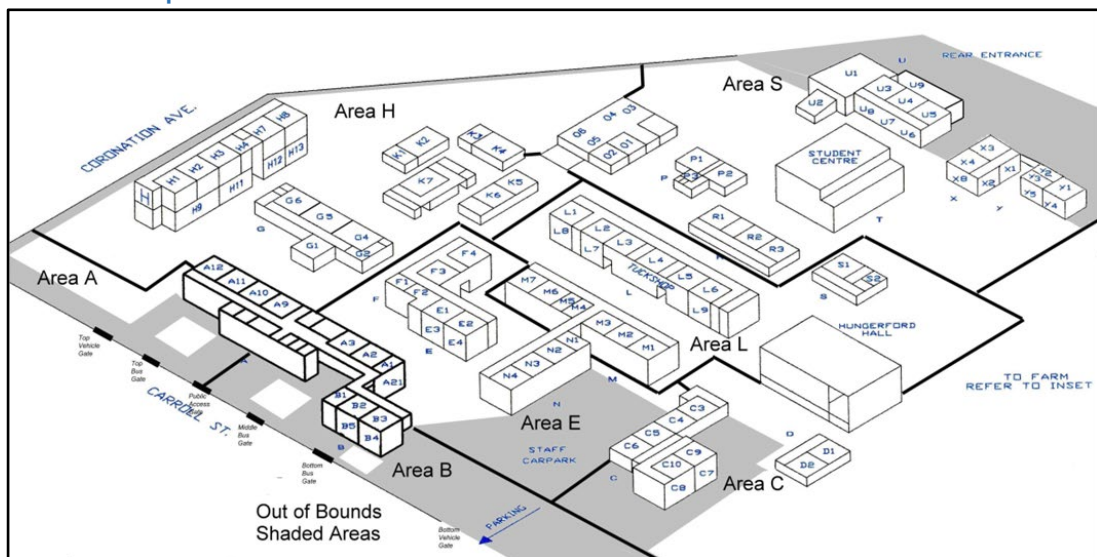 REAR ENTRANCE
Area S
U
U1
U9
U3
U4
U2
U8
U5
U7
U6
CORONATION AVE.
Area H
H8
H7
H4
H3
H2
H1
H13
H12
H11
H9
H
K2
K1
K3
K4
K7
K5
K6
O3
O4
O6
O5
O1
O2
P1
P2
P3
P
STUDENT
CENTRE
T
X3
X4
X1
X8
X2
X
Y2
Y3
Y1
Y5
Y4
Y
G6
G5
G4
G2
G1
G
L1
L2
L8
L7
L3
L4
L5
L6
L9
TUCKSHOP
L
R1
R2
R3
S1
S2
S
Area A
A12
A11
A10
A9
A3
A2
A1
A21
A
F4
F3
F1
F2
F
E1
E2
E3
E4
E
M7
M6
M5
M4
M3
M2
M1
M
Area L
HUNGERFORD
HALL
N1
N2
N3
N4
N
Area E
TO FARM
REFER TO INSET
Top
Vehicle
Gate
Top
Bus
Gate
Public
Access
CARROLL ST.
Middle
Bus
Gate
Bottom
Bus
Gate
B1
B2
B3
B5
B4
B
Area B
STAFF
CARPARK
C3
C4
C5
C6
C9
C10
C7
C8
C
Area C
D
D1
D2
Out of Bounds
Shaded Areas
Bottom
Vehicle
Gate
PARKING